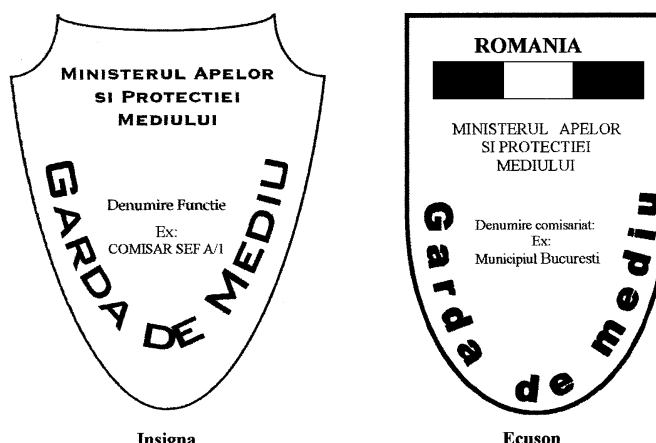 MINISTERUL APELOR
SI PROTECTIEI
MEDIULUI
GARDA DE MEDIU
Denumire Functie
Ex:
COMISAR SEF A/1
Insigna
ROMANIA
MINISTERUL APELOR
SI PROTECTIEI
MEDIULUI
Garda de mediu
Denumire comisariat:
Ex:
Municipiul Bucuresti
Ecuson